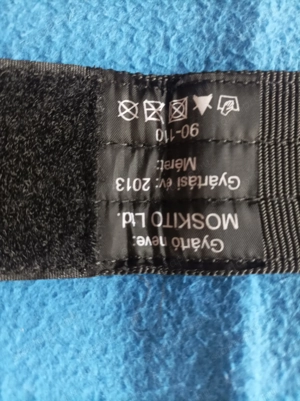 Gyártó neve:
MOSKITO Ltd.
Gyártási év: 2013
Méret:
90-110